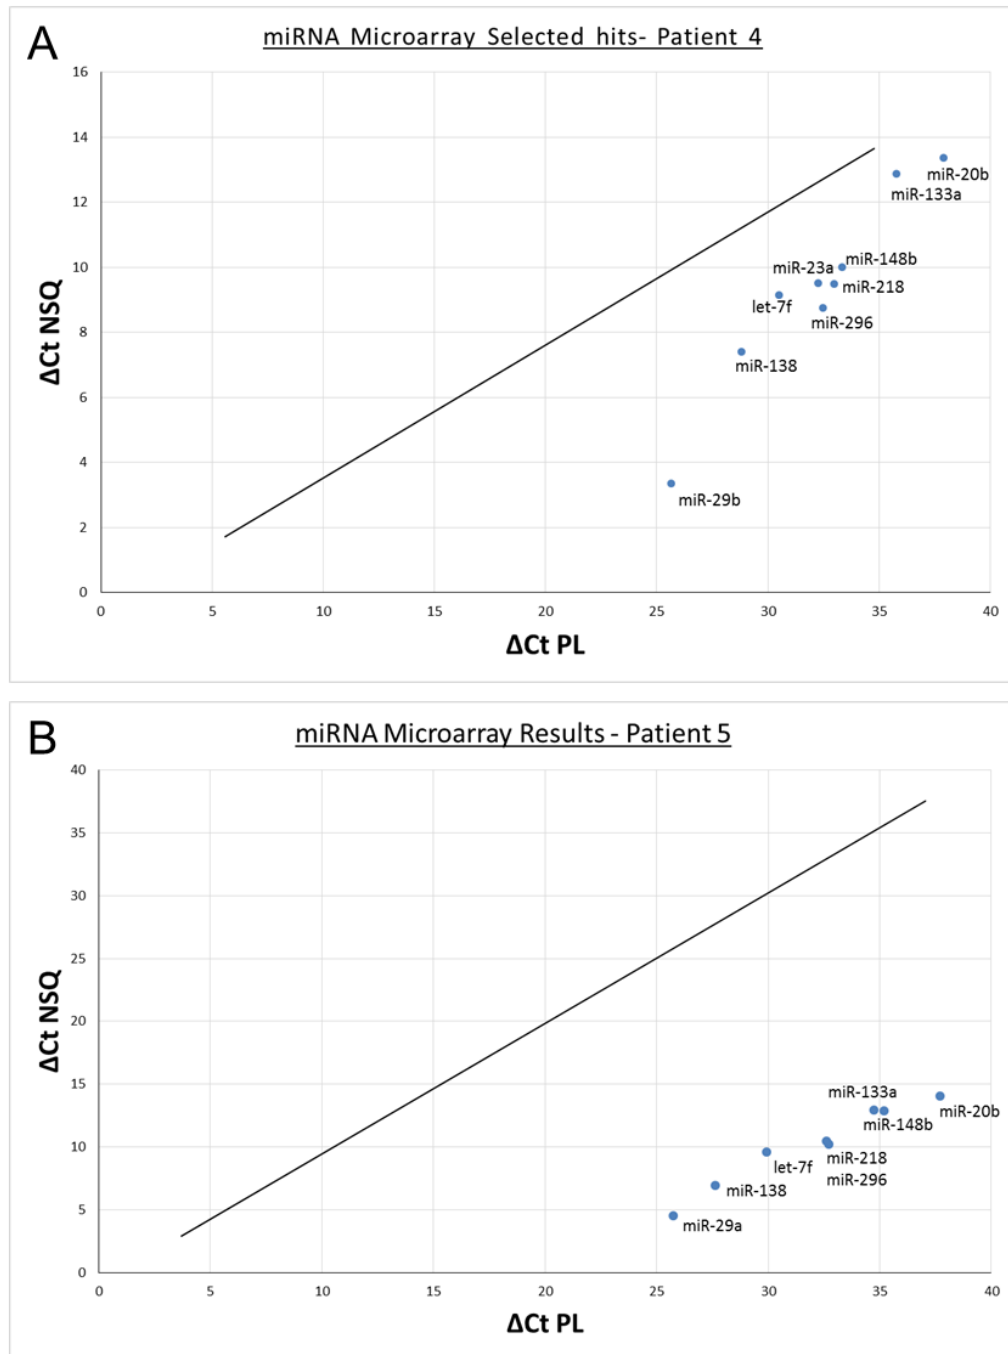 A
miRNA Microarray Selected hits- Patient 4
16
14
12
10
8
6
4
2
0
ΔCt NSQ
miR-20b
miR-133a
miR-148b
miR-23a
miR-218
let-7f
miR-296
miR-138
miR-29b
0 5 10 15 20 25 30 35 40
ΔCt PL
B
miRNA Microarray Results - Patient 5
40
35
30
25
20
15
10
5
0
ΔCt NSQ
miR-133a
miR-20b
miR-148b
miR-218
let-7f
miR-296
miR-138
miR-29a
0 5 10 15 20 25 30 35 40
ΔCt PL